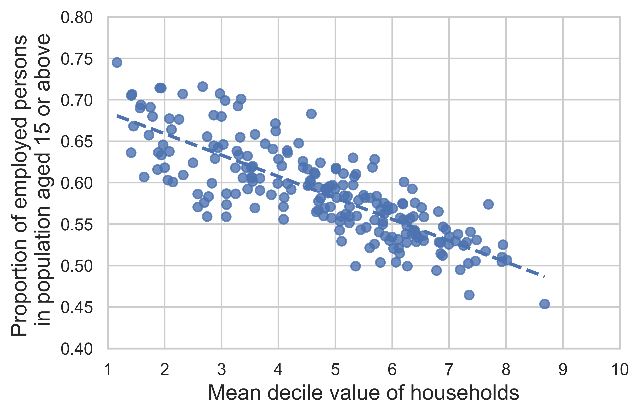 0.80
0.75
0.70
0.65
0.60
0.55
0.50
0.45
0.40
Proportion of employed persons
in population aged 15 or above
1 2 3 4 5 6 7 8 9 10
Mean decile value of households